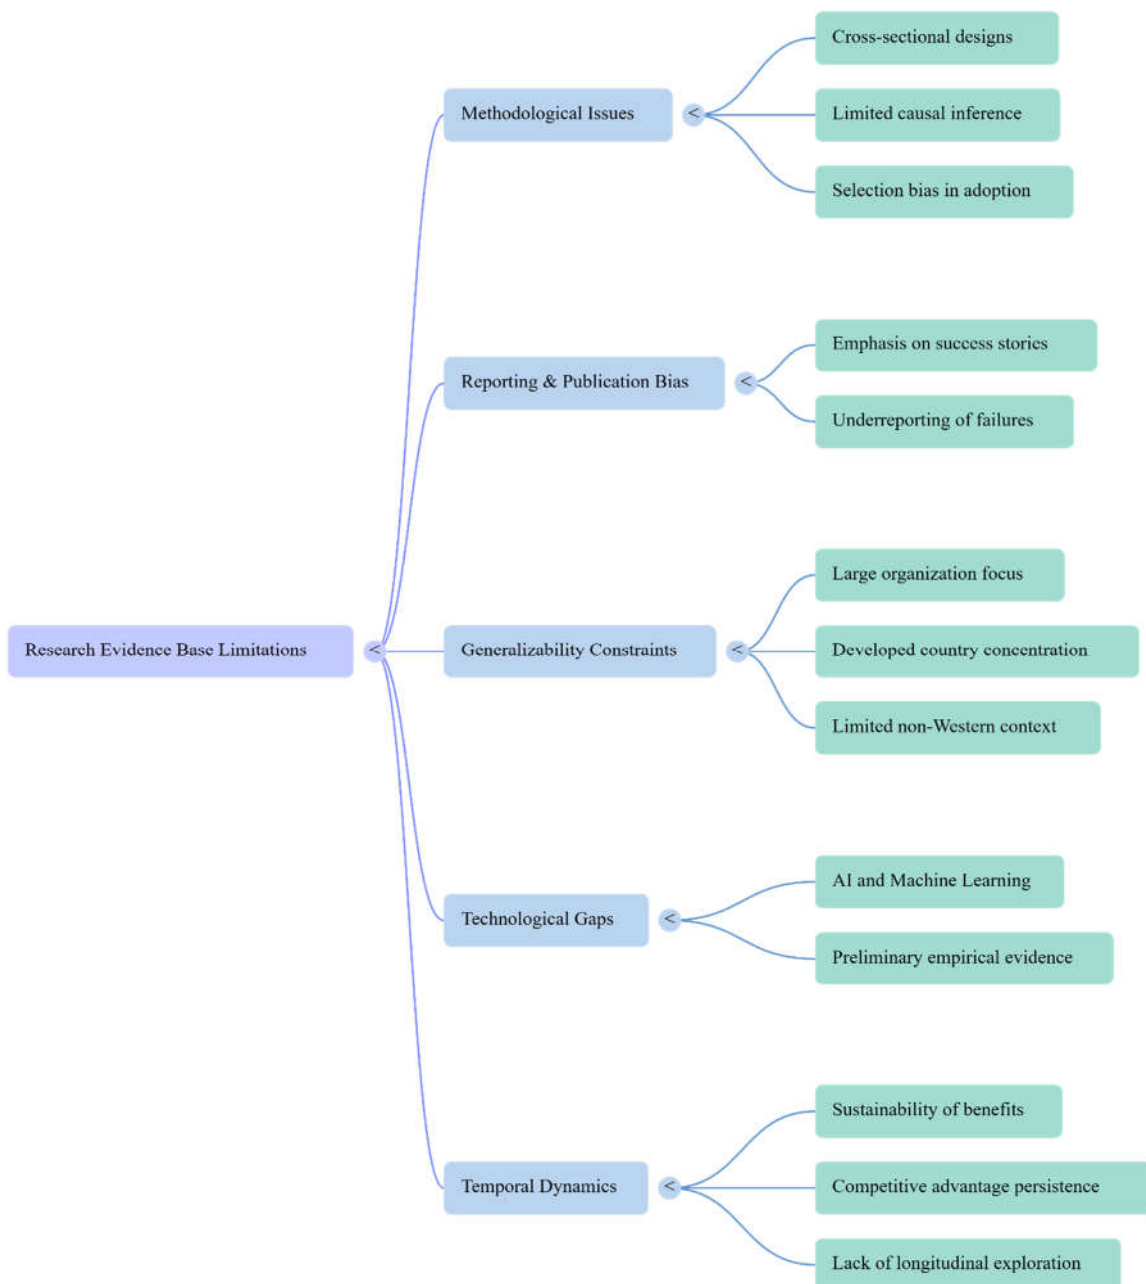 Research Evidence Base Limitations
<
Methodological Issues
<
Cross-sectional designs
Limited causal inference
Selection bias in adoption
Reporting & Publication Bias
<
Emphasis on success stories
Underreporting of failures
Generalizability Constraints
<
Large organization focus
Developed country concentration
Limited non-Western context
Technological Gaps
<
AI and Machine Learning
Preliminary empirical evidence
Temporal Dynamics
<
Sustainability of benefits
Competitive advantage persistence
Lack of longitudinal exploration